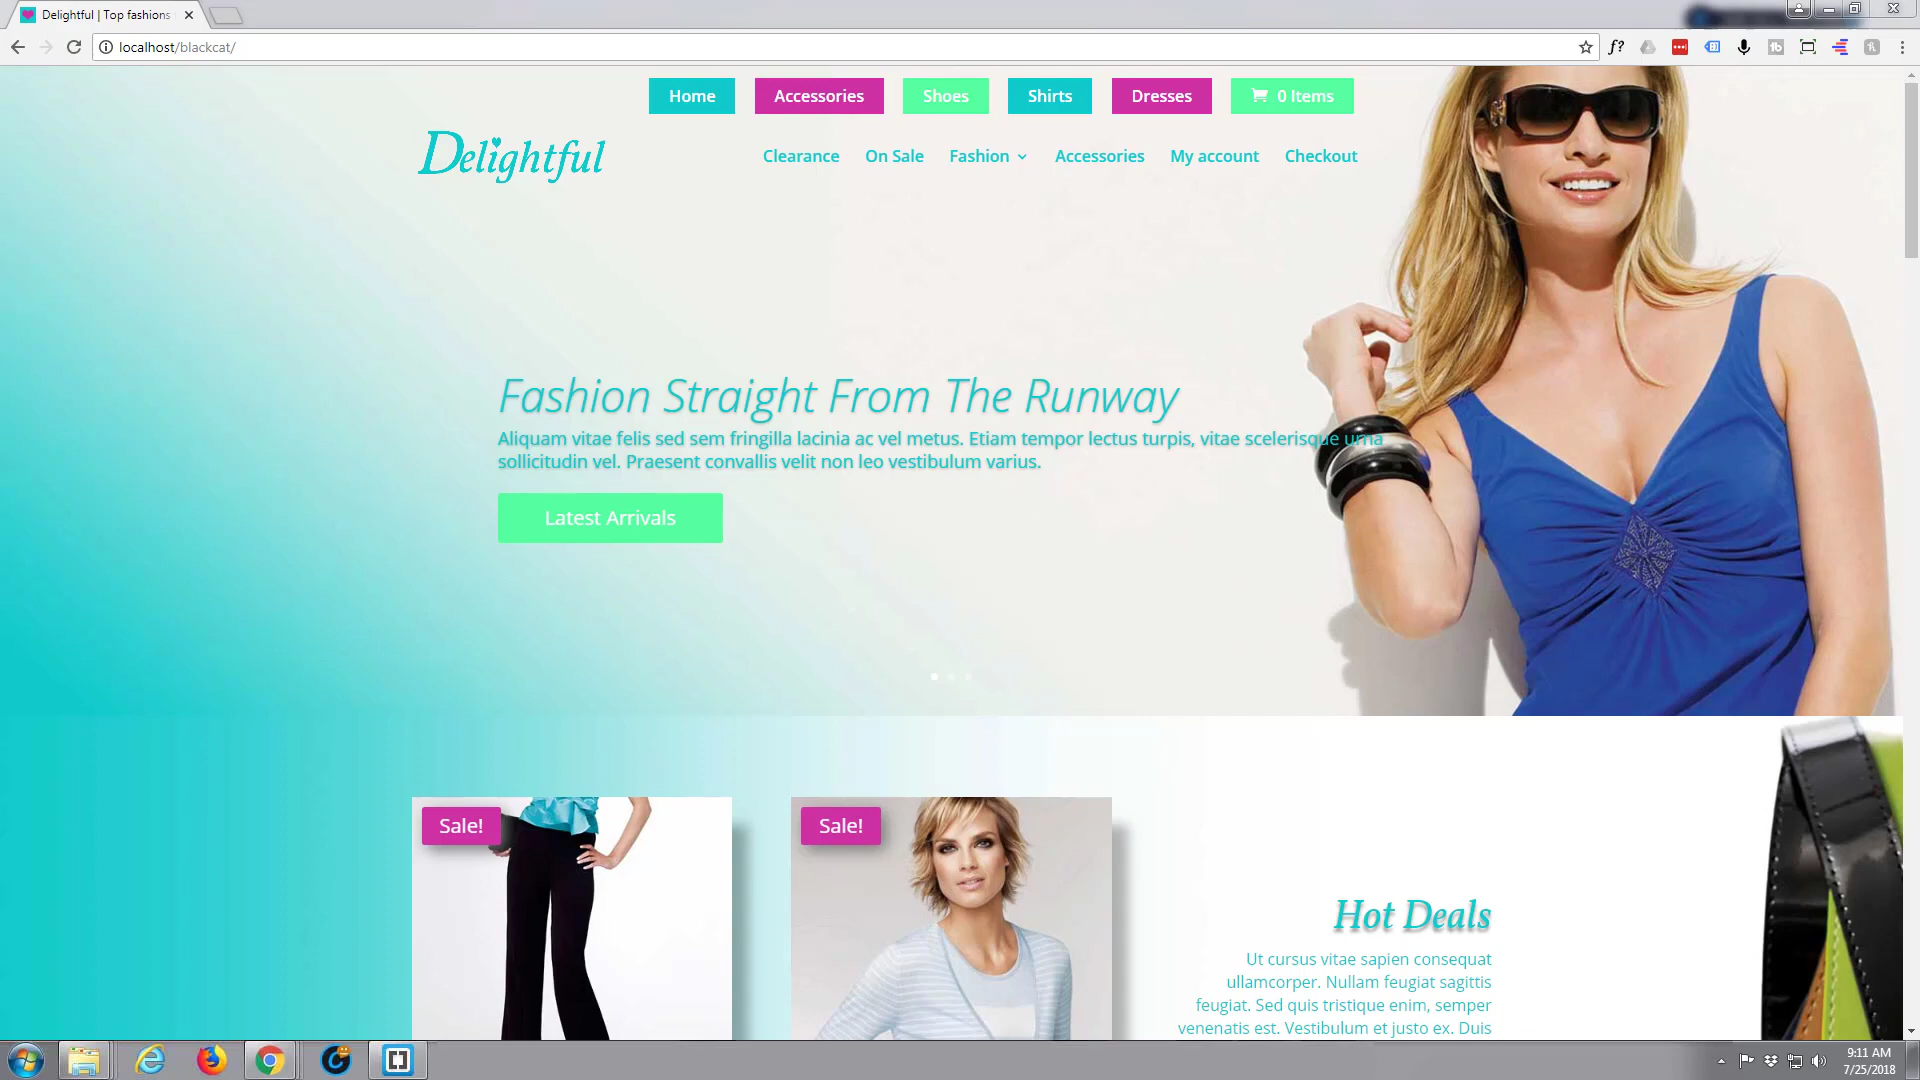 Delightful | Top fashions
localhost/blackcat/
f?
Home
Accessories
Shoes
Shirts
Dresses
0 Items
Delightful
Clearance
On Sale
Fashion
Accessories
My account
Checkout
Fashion Straight From The Runway
Aliquam vitae felis sed sem fringilla lacinia ac vel metus. Etiam tempor lectus turpis, vitae scelerisque urna
sollicitudin vel. Praesent convallis velit non leo vestibulum varius.
Latest Arrivals
Sale!
Sale!
Hot Deals
Ut cursus vitae sapien consequat
ullamcorper. Nullam feugiat sagittis
feugiat. Sed quis tristique enim, semper
venenatis est. Vestibulum et justo ex. Duis
9:11 AM
7/25/2018